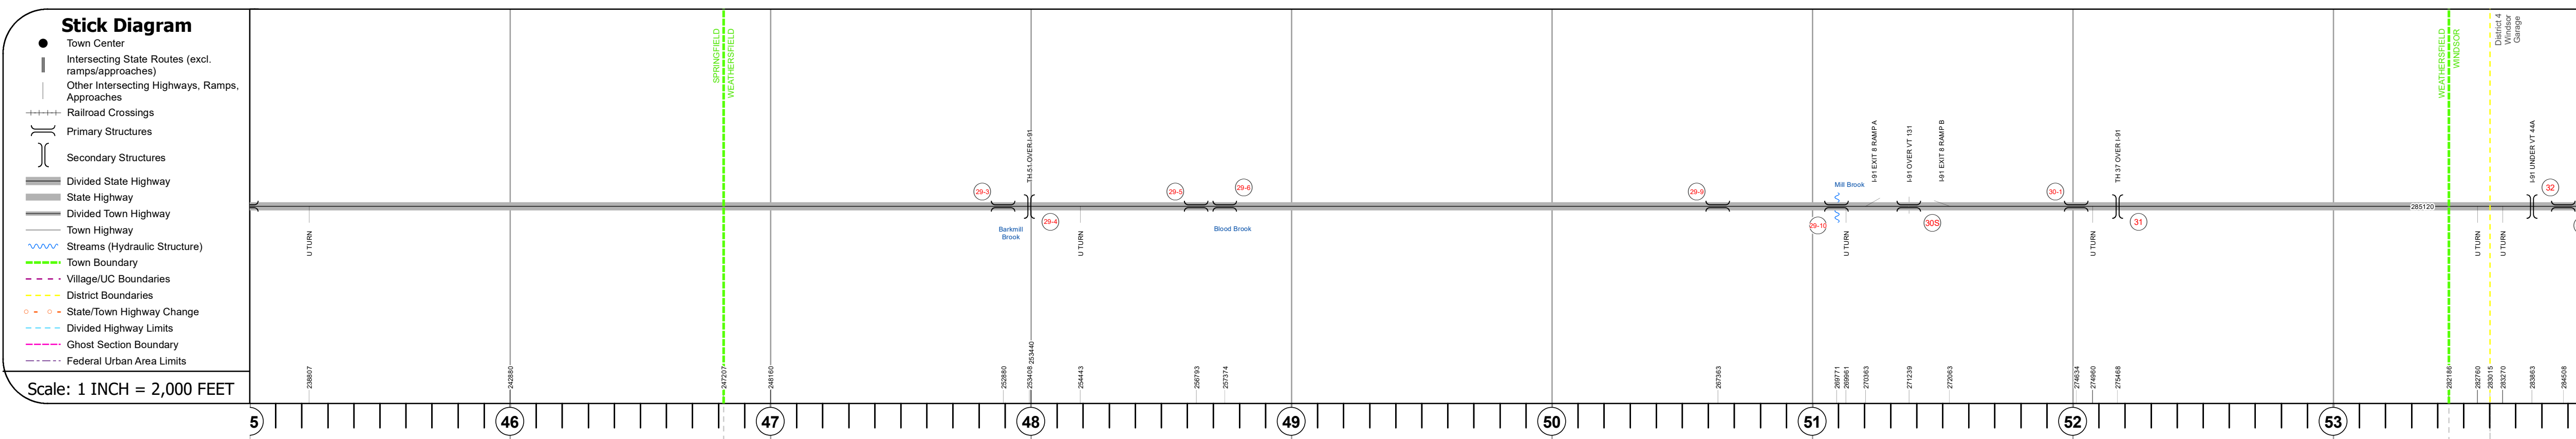 Stick Diagram
Town Center
Intersecting State Routes (excl.
ramps/approaches)
Other Intersecting Highways, Ramps,
Approaches
Railroad Crossings
Primary Structures
Secondary Structures
Divided State Highway
State Highway
Divided Town Highway
Town Highway
Streams (Hydraulic Structure)
Town Boundary
Village/UC Boundaries
District Boundaries
State/Town Highway Change
Divided Highway Limits
Ghost Section Boundary
Federal Urban Area Limits
Scale: 1 INCH = 2,000 FEET
SPRINGFIELD
WEATHERSFIELD
WEATHERSFIELD
WINDSOR
District 4
Windsor
Garage
TH 51 OVER I-91
I-91 EXIT 8 RAMP A
I-91 OVER VT 131
I-91 EXIT 8 RAMP B
TH 37 OVER I-91
I-91 UNDER VT 44A
29-3
29-4
29-5
29-6
29-9
29-10
30S
30-1
31
32
Barkmill
Brook
Blood Brook
Mill Brook
285120
U TURN
U TURN
U TURN
U TURN
U TURN
U TURN
238807
242880
247207
248160
252880
253408
253440
254443
256793
257374
267363
269771
269961
270363
271239
272063
274634
274960
275468
282186
282760
283015
283270
283863
284508
5
46
47
48
49
50
51
52
53